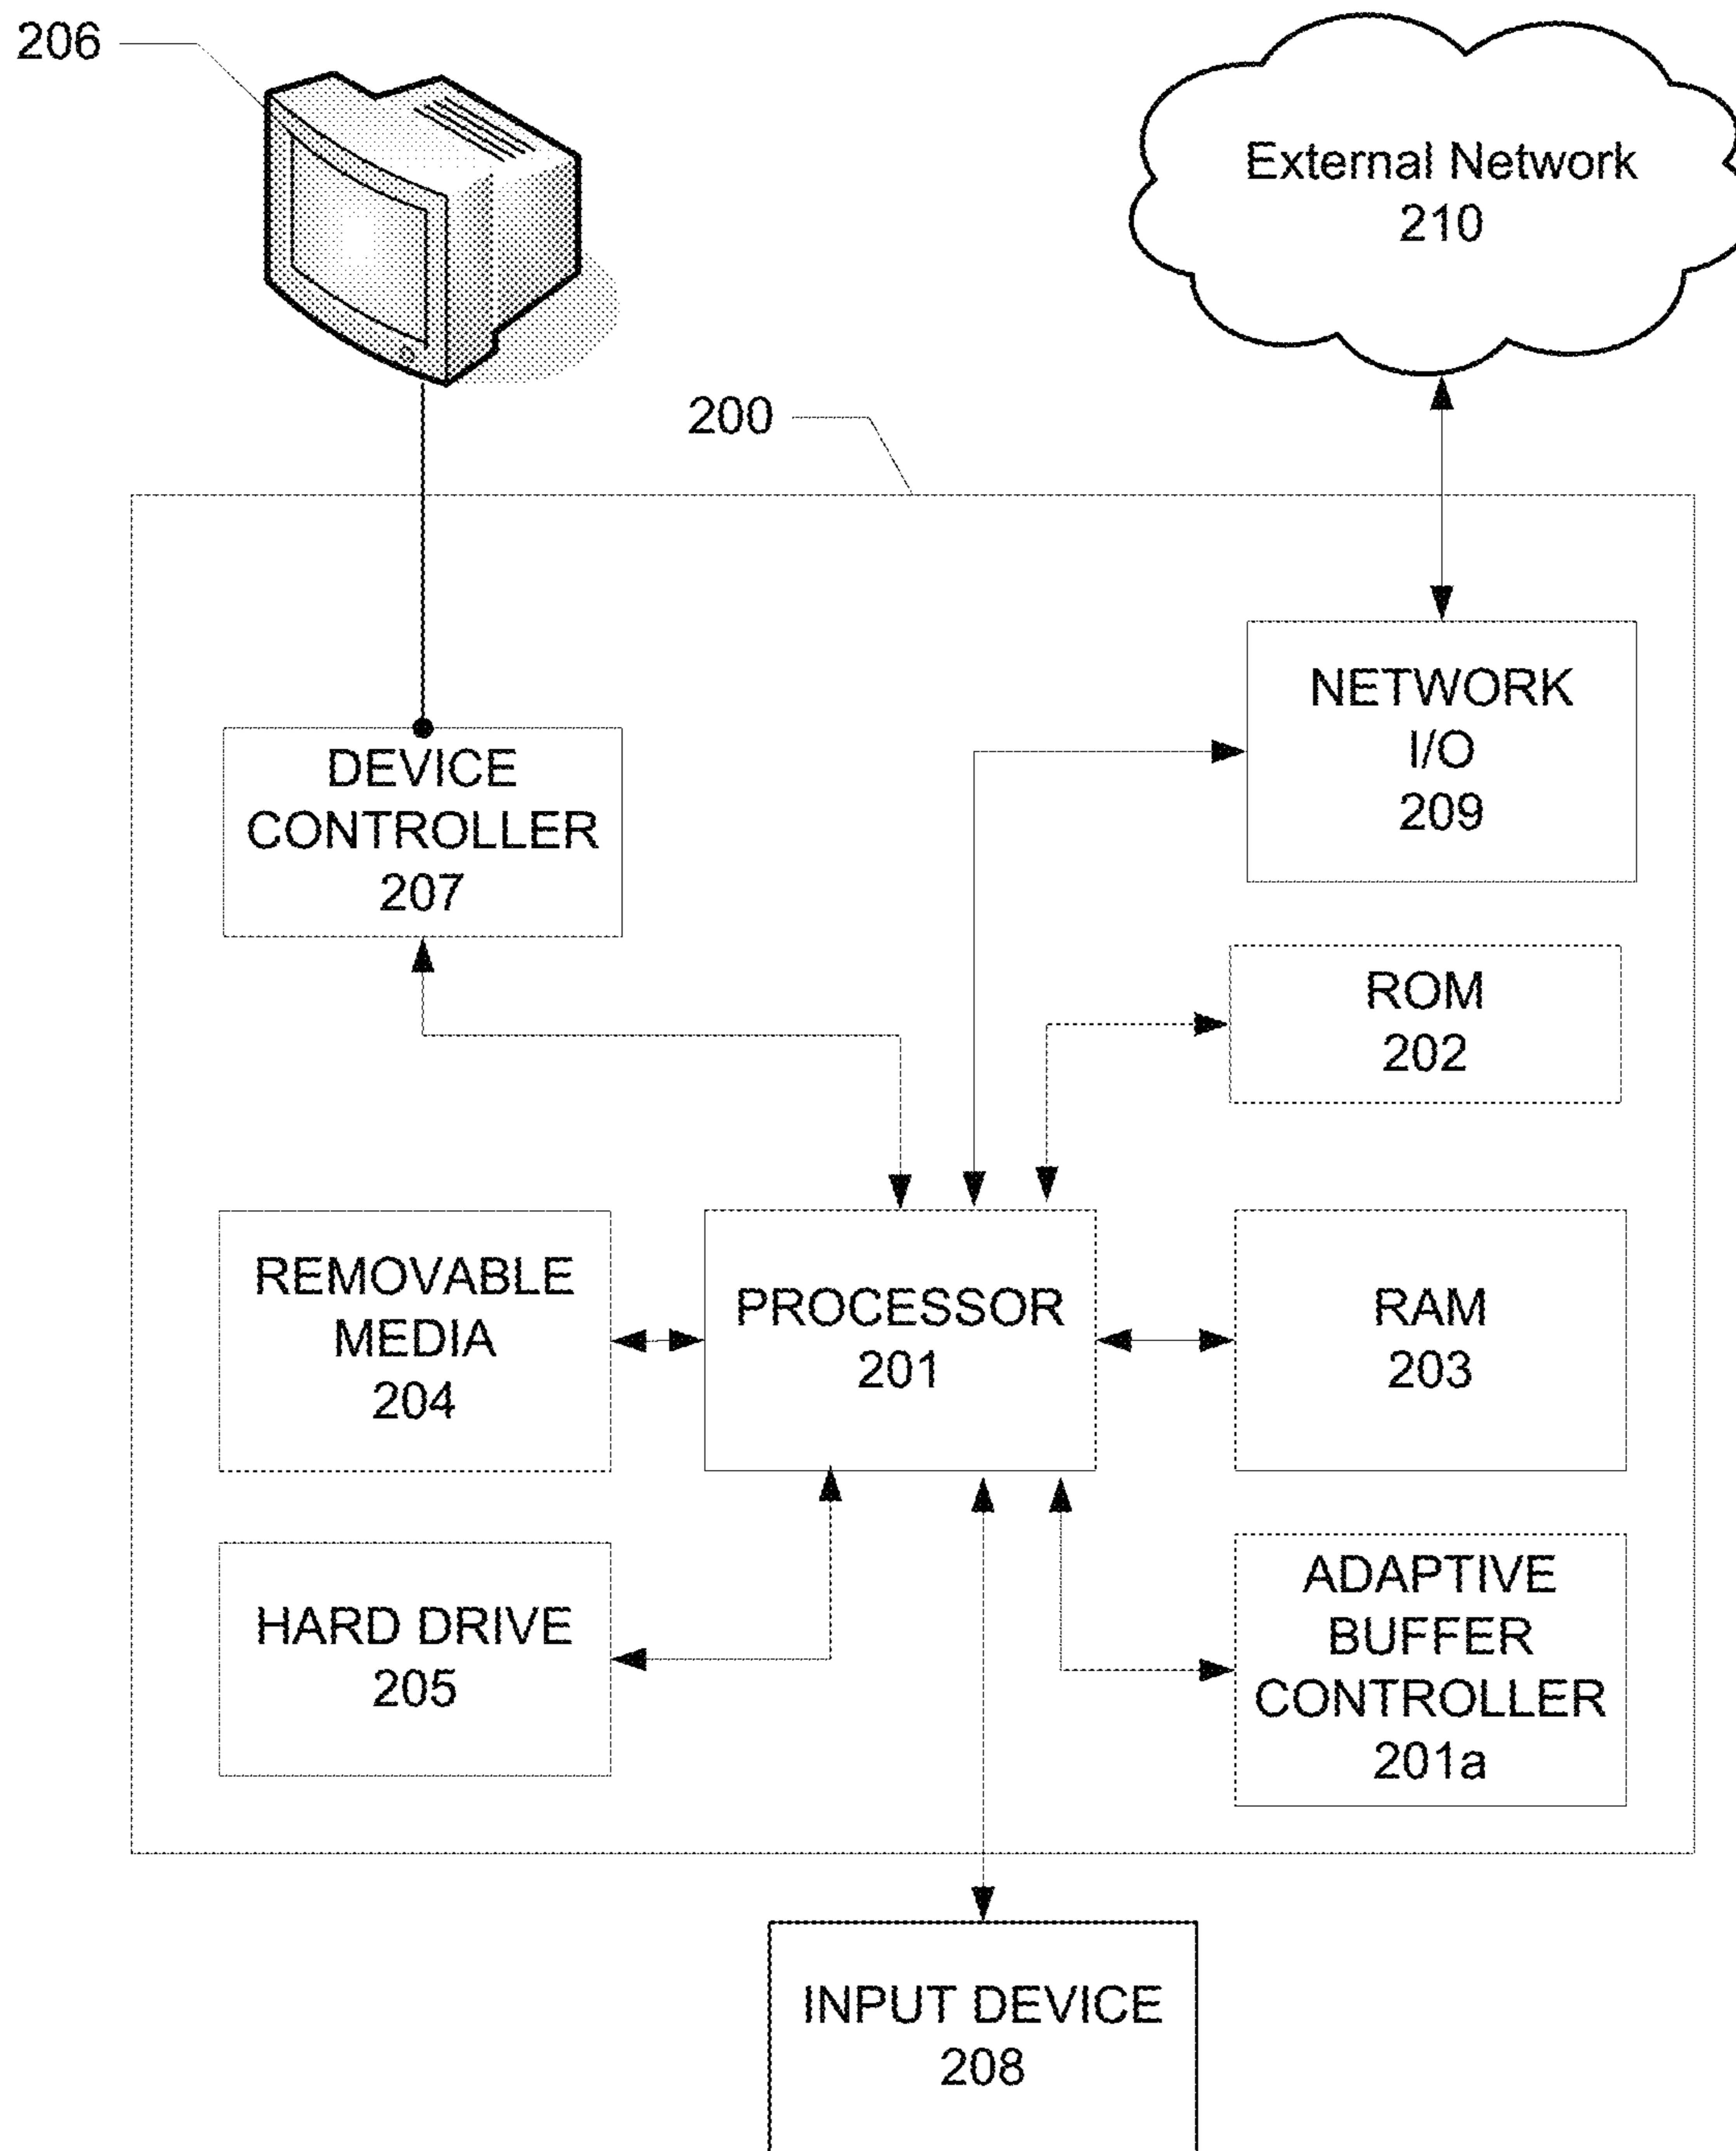 206
External Network
210
200
NETWORK
I/O
209
DEVICE
CONTROLLER
207
ROM
202
REMOVABLE
MEDIA
204
PROCESSOR
201
RAM
203
HARD DRIVE
205
ADAPTIVE
BUFFER
CONTROLLER
201a
INPUT DEVICE
208